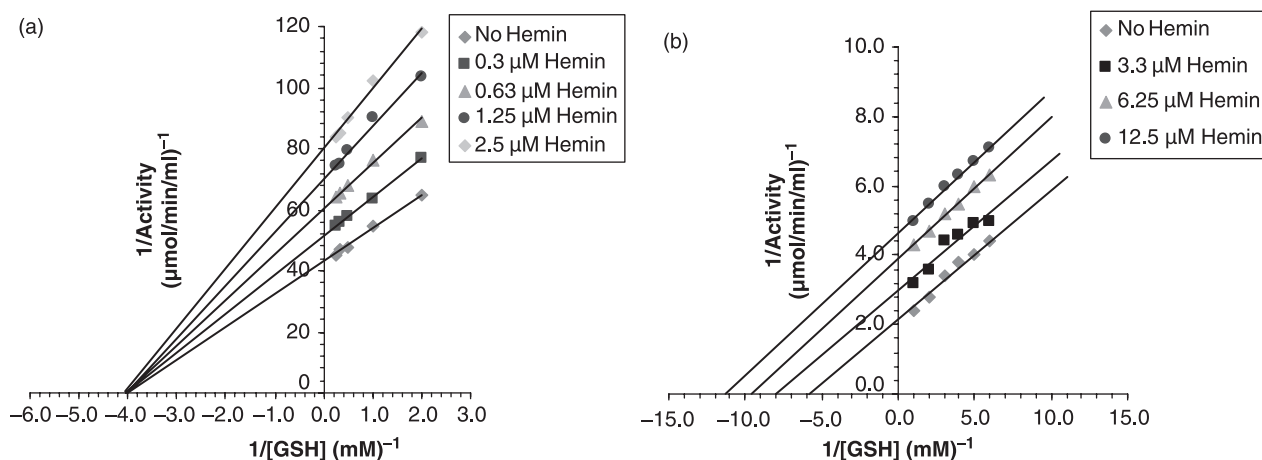 (a)
120
100
80
60
40
20
0
1/Activity
(µmol/min/ml)⁻¹
No Hemin
0.3 µM Hemin
0.63 µM Hemin
1.25 µM Hemin
2.5 µM Hemin
–6.0 –4.0 –3.0 –2.0 –1.0 0.0 1.0 2.0 3.0
–5.0
1/[GSH] (mM)⁻¹
(b)
10.0
8.0
6.0
4.0
2.0
0.0
1/Activity
(µmol/min/ml)⁻¹
No Hemin
3.3 µM Hemin
6.25 µM Hemin
12.5 µM Hemin
–15.0 –10.0 –5.0 0.0 5.0 10.0 15.0
1/[GSH] (mM)⁻¹